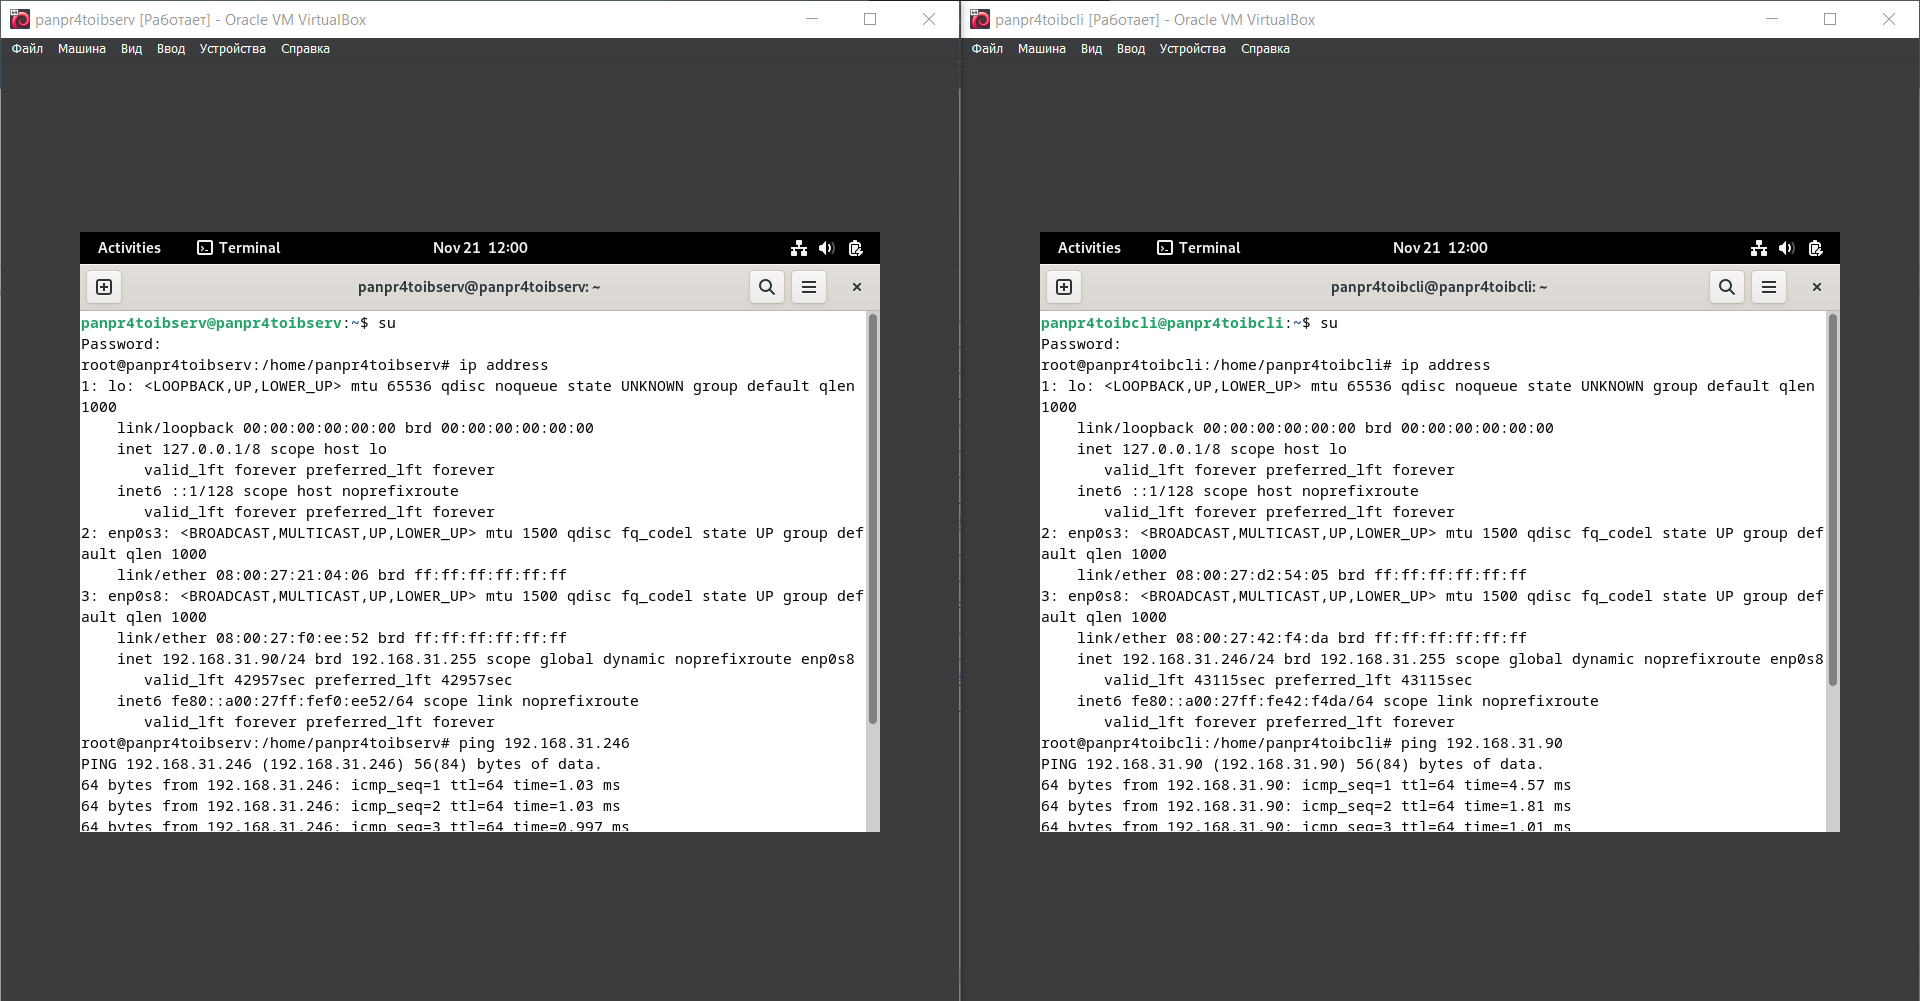 panpr4toibserv [Работает] - Oracle VM VirtualBox
Файл Машина Вид Ввод Устройства Справка
Activities Terminal Nov 21 12:00
panpr4toibserv@panpr4toibserv: ~
panpr4toibserv@panpr4toibserv:~$ su
Password:
root@panpr4toibserv:/home/panpr4toibserv# ip address
1: lo: <LOOPBACK,UP,LOWER_UP> mtu 65536 qdisc noqueue state UNKNOWN group default qlen
1000
link/loopback 00:00:00:00:00:00 brd 00:00:00:00:00:00
inet 127.0.0.1/8 scope host lo
valid_lft forever preferred_lft forever
inet6 ::1/128 scope host noprefixroute
valid_lft forever preferred_lft forever
2: enp0s3: <BROADCAST,MULTICAST,UP,LOWER_UP> mtu 1500 qdisc fq_codel state UP group def
ault qlen 1000
link/ether 08:00:27:21:04:06 brd ff:ff:ff:ff:ff:ff
3: enp0s8: <BROADCAST,MULTICAST,UP,LOWER_UP> mtu 1500 qdisc fq_codel state UP group def
ault qlen 1000
link/ether 08:00:27:f0:ee:52 brd ff:ff:ff:ff:ff:ff
inet 192.168.31.90/24 brd 192.168.31.255 scope global dynamic noprefixroute enp0s8
valid_lft 42957sec preferred_lft 42957sec
inet6 fe80::a00:27ff:fef0:ee52/64 scope link noprefixroute
valid_lft forever preferred_lft forever
root@panpr4toibserv:/home/panpr4toibserv# ping 192.168.31.246
PING 192.168.31.246 (192.168.31.246) 56(84) bytes of data.
64 bytes from 192.168.31.246: icmp_seq=1 ttl=64 time=1.03 ms
64 bytes from 192.168.31.246: icmp_seq=2 ttl=64 time=1.03 ms
64 bytes from 192.168.31.246: icmp_seq=3 ttl=64 time=0.997 ms
panpr4toibcli [Работает] - Oracle VM VirtualBox
Файл Машина Вид Ввод Устройства Справка
Activities Terminal Nov 21 12:00
panpr4toibcli@panpr4toibcli: ~
panpr4toibcli@panpr4toibcli:~$ su
Password:
root@panpr4toibcli:/home/panpr4toibcli# ip address
1: lo: <LOOPBACK,UP,LOWER_UP> mtu 65536 qdisc noqueue state UNKNOWN group default qlen
1000
link/loopback 00:00:00:00:00:00 brd 00:00:00:00:00:00
inet 127.0.0.1/8 scope host lo
valid_lft forever preferred_lft forever
inet6 ::1/128 scope host noprefixroute
valid_lft forever preferred_lft forever
2: enp0s3: <BROADCAST,MULTICAST,UP,LOWER_UP> mtu 1500 qdisc fq_codel state UP group def
ault qlen 1000
link/ether 08:00:27:d2:54:05 brd ff:ff:ff:ff:ff:ff
3: enp0s8: <BROADCAST,MULTICAST,UP,LOWER_UP> mtu 1500 qdisc fq_codel state UP group def
ault qlen 1000
link/ether 08:00:27:42:f4:da brd ff:ff:ff:ff:ff:ff
inet 192.168.31.246/24 brd 192.168.31.255 scope global dynamic noprefixroute enp0s8
valid_lft 43115sec preferred_lft 43115sec
inet6 fe80::a00:27ff:fe42:f4da/64 scope link noprefixroute
valid_lft forever preferred_lft forever
root@panpr4toibcli:/home/panpr4toibcli# ping 192.168.31.90
PING 192.168.31.90 (192.168.31.90) 56(84) bytes of data.
64 bytes from 192.168.31.90: icmp_seq=1 ttl=64 time=4.57 ms
64 bytes from 192.168.31.90: icmp_seq=2 ttl=64 time=1.81 ms
64 bytes from 192.168.31.90: icmp_seq=3 ttl=64 time=1.01 ms